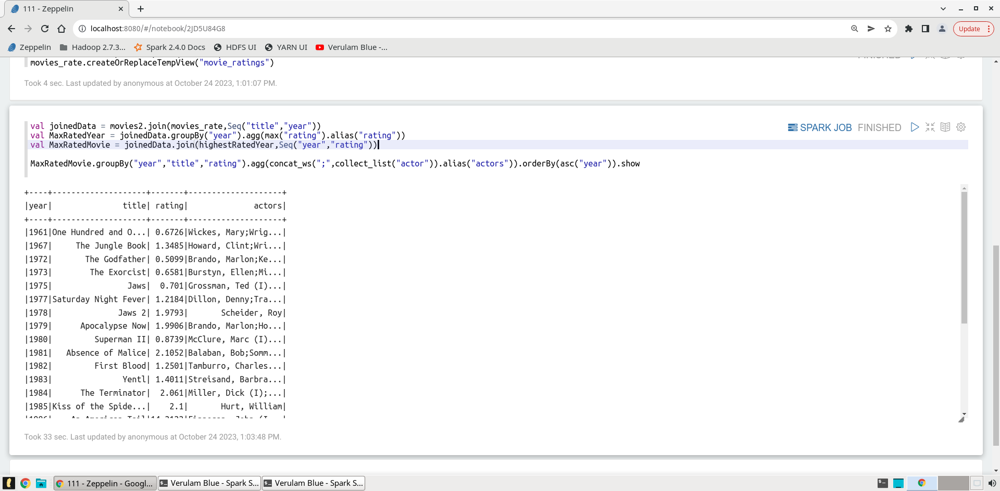 111 - Zeppelin
localhost:8080/#/notebook/2JD5U84G8
Update
Zeppelin Hadoop 2.7.3... Spark 2.4.0 Docs HDFS UI YARN UI Verulam Blue -...
FINISHED
movies_rate.createOrReplaceTempView("movie_ratings")
Took 4 sec. Last updated by anonymous at October 24 2023, 1:01:07 PM.
SPARK JOB FINISHED
val joinedData = movies2.join(movies_rate,Seq("title","year"))
val MaxRatedYear = joinedData.groupBy("year").agg(max("rating").alias("rating"))
val MaxRatedMovie = joinedData.join(highestRatedYear,Seq("year","rating"))
MaxRatedMovie.groupBy("year","title","rating").agg(concat_ws(";",collect_list("actor")).alias("actors")).orderBy(asc("year")).show
+----+--------------------+-------+--------------------+
|year|               title| rating|              actors|
+----+--------------------+-------+--------------------+
|1961|One Hundred and O...| 0.6726|Wickes, Mary;Wrig...|
|1967|     The Jungle Book| 1.3485|Howard, Clint;Wri...|
|1972|       The Godfather| 0.5099|Brando, Marlon;Ke...|
|1973|        The Exorcist| 0.6581|Burstyn, Ellen;Mi...|
|1975|                Jaws|  0.701|Grossman, Ted (I)...|
|1977|Saturday Night Fever| 1.2184|Dillon, Denny;Tra...|
|1978|              Jaws 2| 1.9793|       Scheider, Roy|
|1979|      Apocalypse Now| 1.9906|Brando, Marlon;Ho...|
|1980|         Superman II| 0.8739|McClure, Marc (I)...|
|1981|   Absence of Malice| 2.1052|Balaban, Bob;Somm...|
|1982|         First Blood| 1.2501|Tamburro, Charles...|
|1983|               Yentl| 1.4011|Streisand, Barbra...|
|1984|      The Terminator|  2.061|Miller, Dick (I);...|
|1985|Kiss of the Spide...|    2.1|       Hurt, William|
Took 33 sec. Last updated by anonymous at October 24 2023, 1:03:48 PM.
111 - Zeppelin - Googl... Verulam Blue - Spark S... Verulam Blue - Spark S...